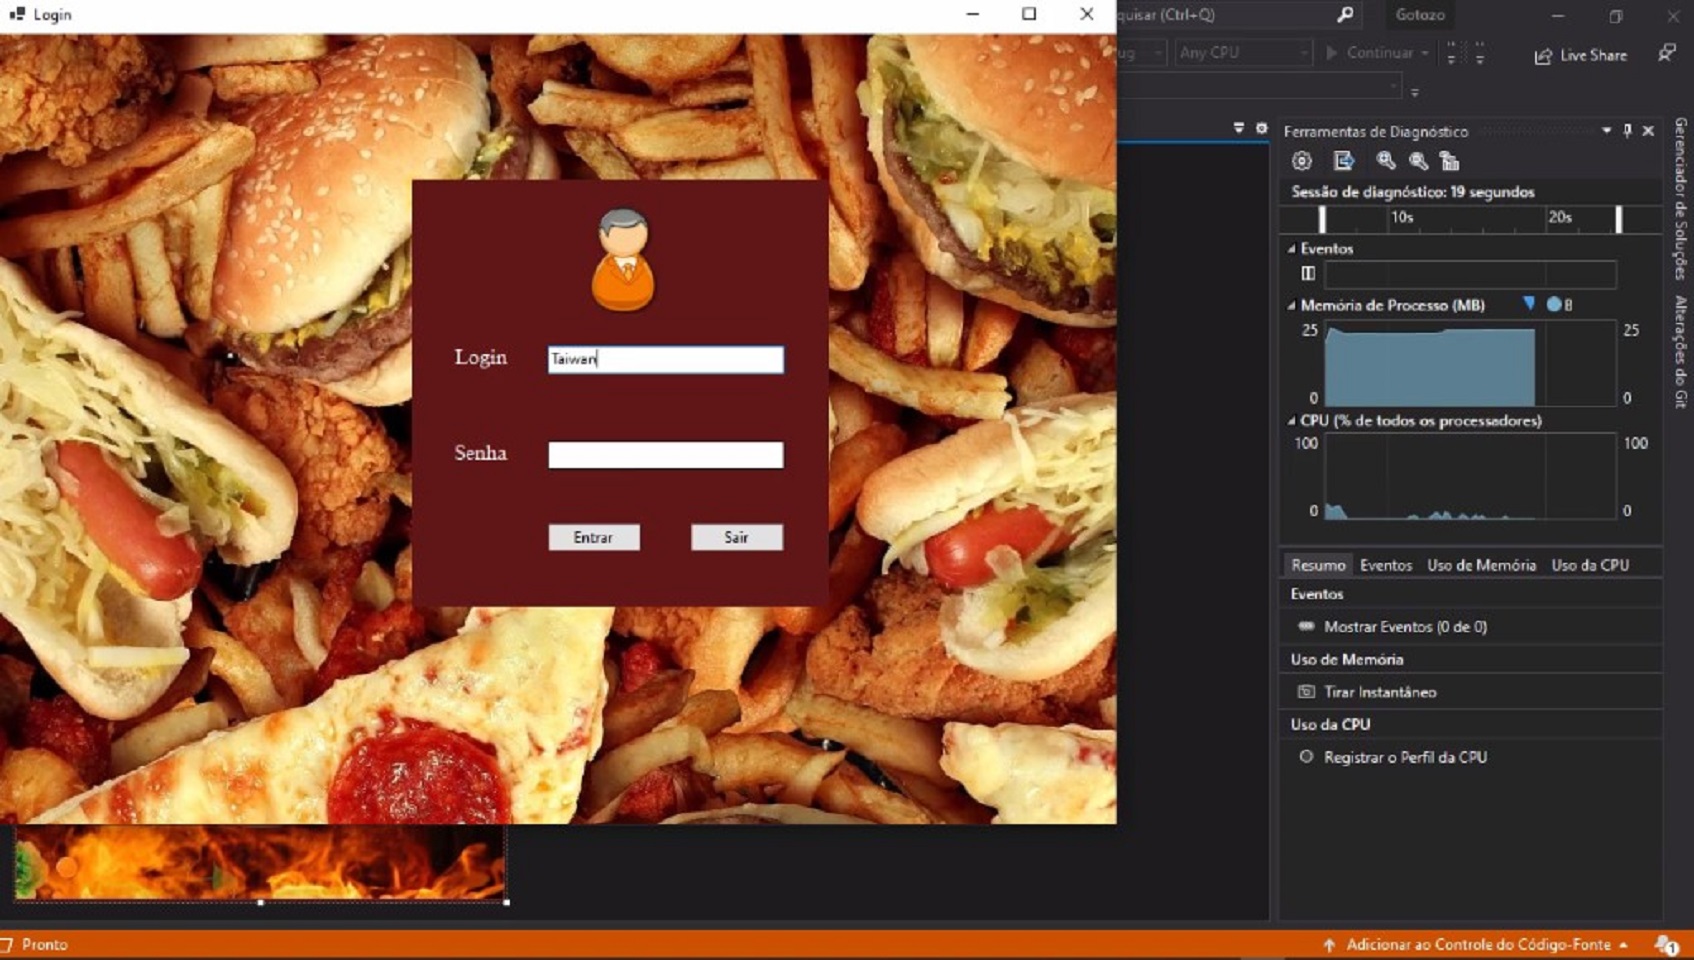 Login
quisar (Ctrl+Q)
Gotozo
ug
Any CPU
Continuar
Live Share
Ferramentas de Diagnóstico
Sessão de diagnóstico: 19 segundos
10s
20s
Eventos
Memória de Processo (MB)
B
25
25
0
0
CPU (% de todos os processadores)
100
100
0
0
Resumo
Eventos
Uso de Memória
Uso da CPU
Eventos
Mostrar Eventos (0 de 0)
Uso de Memória
Tirar Instantâneo
Uso da CPU
Registrar o Perfil da CPU
Gerenciador de Soluções
Alterações do Git
Login
Taiwan
Senha
Entrar
Sair
Pronto
Adicionar ao Controle do Código-Fonte
1